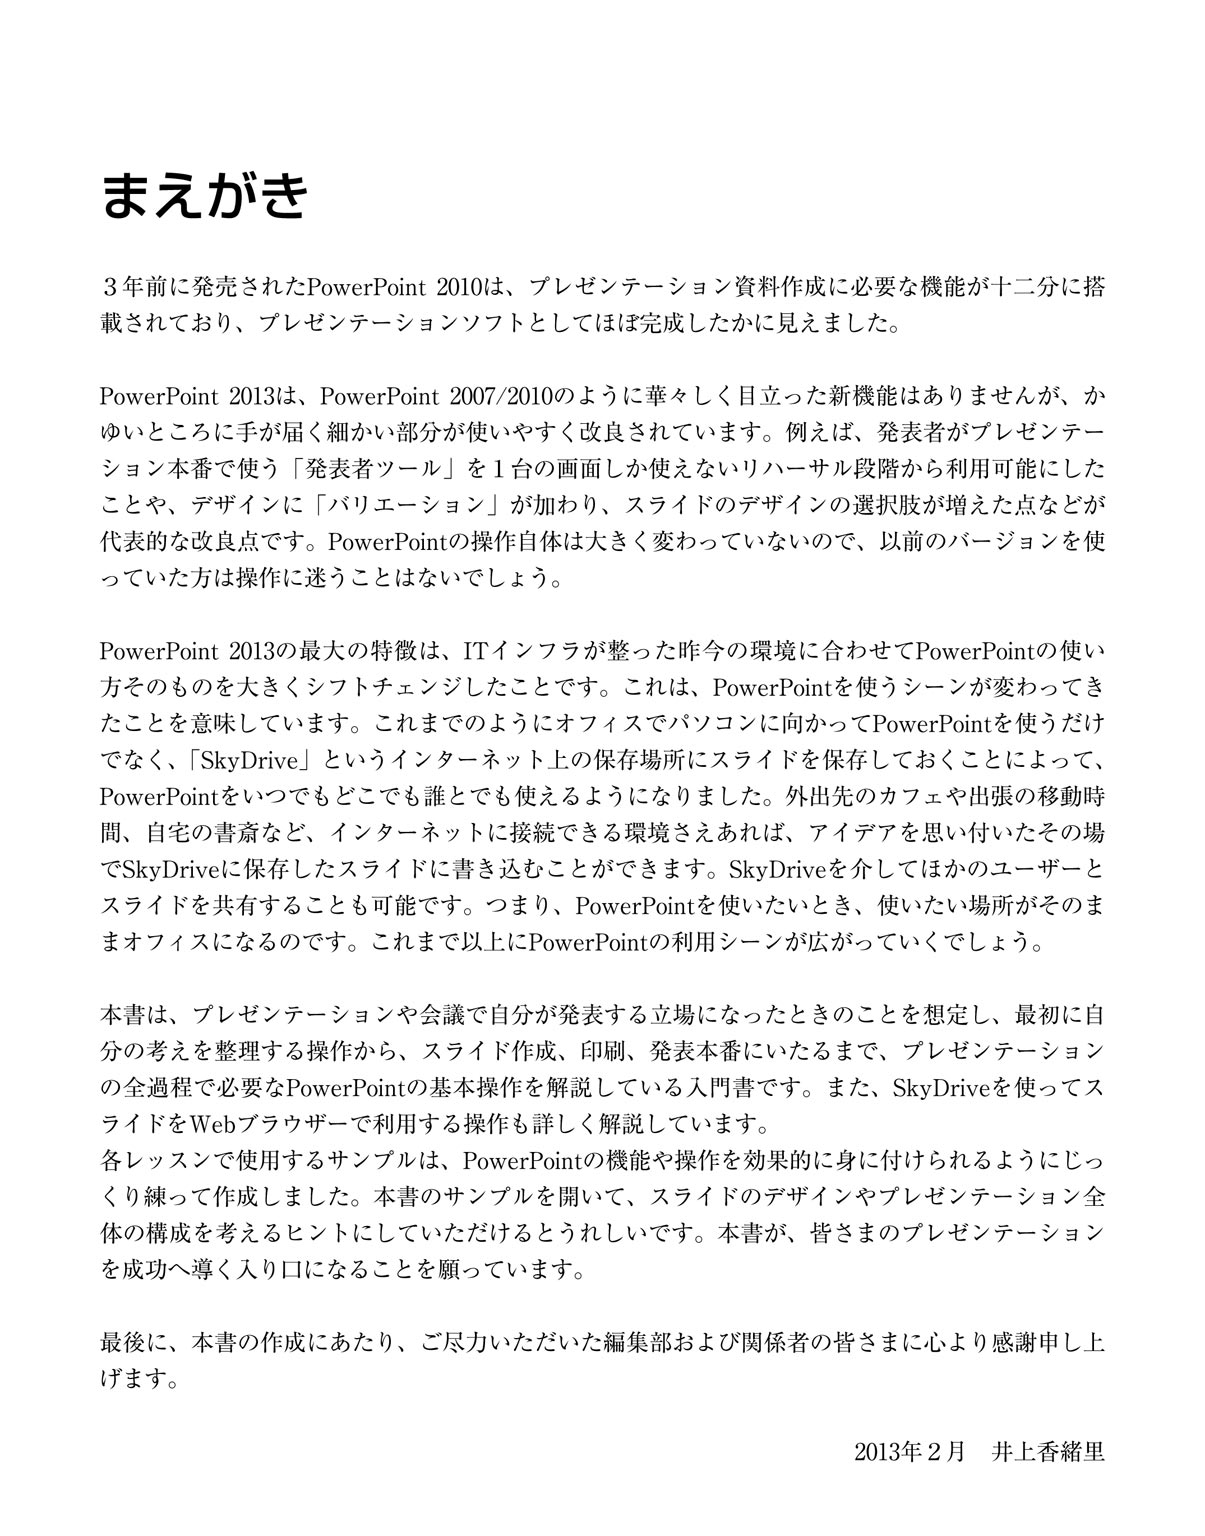 まえがき
３年前に発売されたPowerPoint 2010は、プレゼンテーション資料作成に必要な機能が十二分に搭
載されており、プレゼンテーションソフトとしてほぼ完成したかに見えました。
PowerPoint 2013は、PowerPoint 2007/2010のように華々しく目立った新機能はありませんが、か
ゆいところに手が届く細かい部分が使いやすく改良されています。例えば、発表者がプレゼンテー
ション本番で使う「発表者ツール」を１台の画面しか使えないリハーサル段階から利用可能にした
ことや、デザインに「バリエーション」が加わり、スライドのデザインの選択肢が増えた点などが
代表的な改良点です。PowerPointの操作自体は大きく変わっていないので、以前のバージョンを使
っていた方は操作に迷うことはないでしょう。
PowerPoint 2013の最大の特徴は、ITインフラが整った昨今の環境に合わせてPowerPointの使い
方そのものを大きくシフトチェンジしたことです。これは、PowerPointを使うシーンが変わってき
たことを意味しています。これまでのようにオフィスでパソコンに向かってPowerPointを使うだけ
でなく、「SkyDrive」というインターネット上の保存場所にスライドを保存しておくことによって、
PowerPointをいつでもどこでも誰とでも使えるようになりました。外出先のカフェや出張の移動時
間、自宅の書斎など、インターネットに接続できる環境さえあれば、アイデアを思い付いたその場
でSkyDriveに保存したスライドに書き込むことができます。SkyDriveを介してほかのユーザーと
スライドを共有することも可能です。つまり、PowerPointを使いたいとき、使いたい場所がそのま
まオフィスになるのです。これまで以上にPowerPointの利用シーンが広がっていくでしょう。
本書は、プレゼンテーションや会議で自分が発表する立場になったときのことを想定し、最初に自
分の考えを整理する操作から、スライド作成、印刷、発表本番にいたるまで、プレゼンテーション
の全過程で必要なPowerPointの基本操作を解説している入門書です。また、SkyDriveを使ってス
ライドをWebブラウザーで利用する操作も詳しく解説しています。
各レッスンで使用するサンプルは、PowerPointの機能や操作を効果的に身に付けられるようにじっ
くり練って作成しました。本書のサンプルを開いて、スライドのデザインやプレゼンテーション全
体の構成を考えるヒントにしていただけるとうれしいです。本書が、皆さまのプレゼンテーション
を成功へ導く入り口になることを願っています。
最後に、本書の作成にあたり、ご尽力いただいた編集部および関係者の皆さまに心より感謝申し上
げます。
2013年２月　井上香緒里